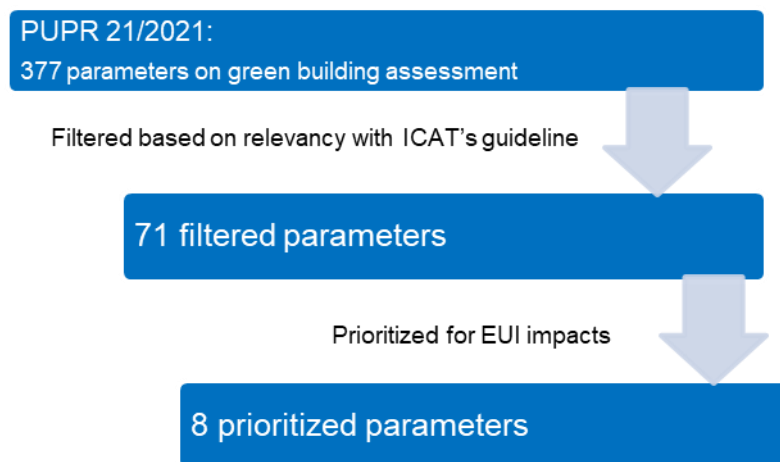 PUPR 21/2021:
377 parameters on green building assessment
Filtered based on relevancy with ICAT's guideline
71 filtered parameters
Prioritized for EUI impacts
8 prioritized parameters